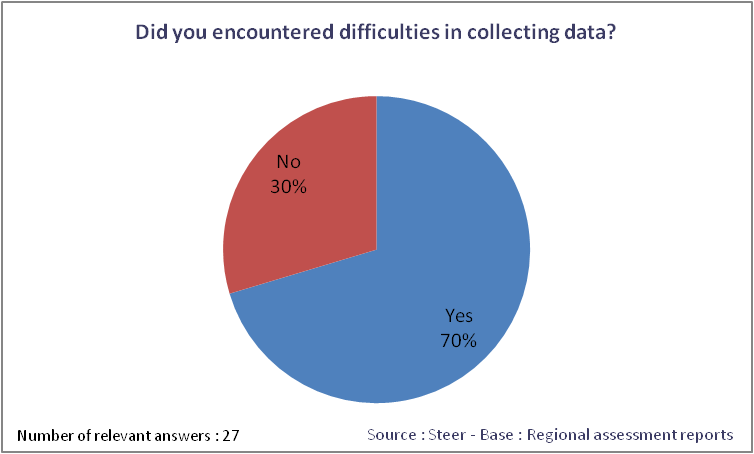 Did you encountered difficulties in collecting data?
No
30%
Yes
70%
Number of relevant answers : 27
Source : Steer - Base : Regional assessment reports